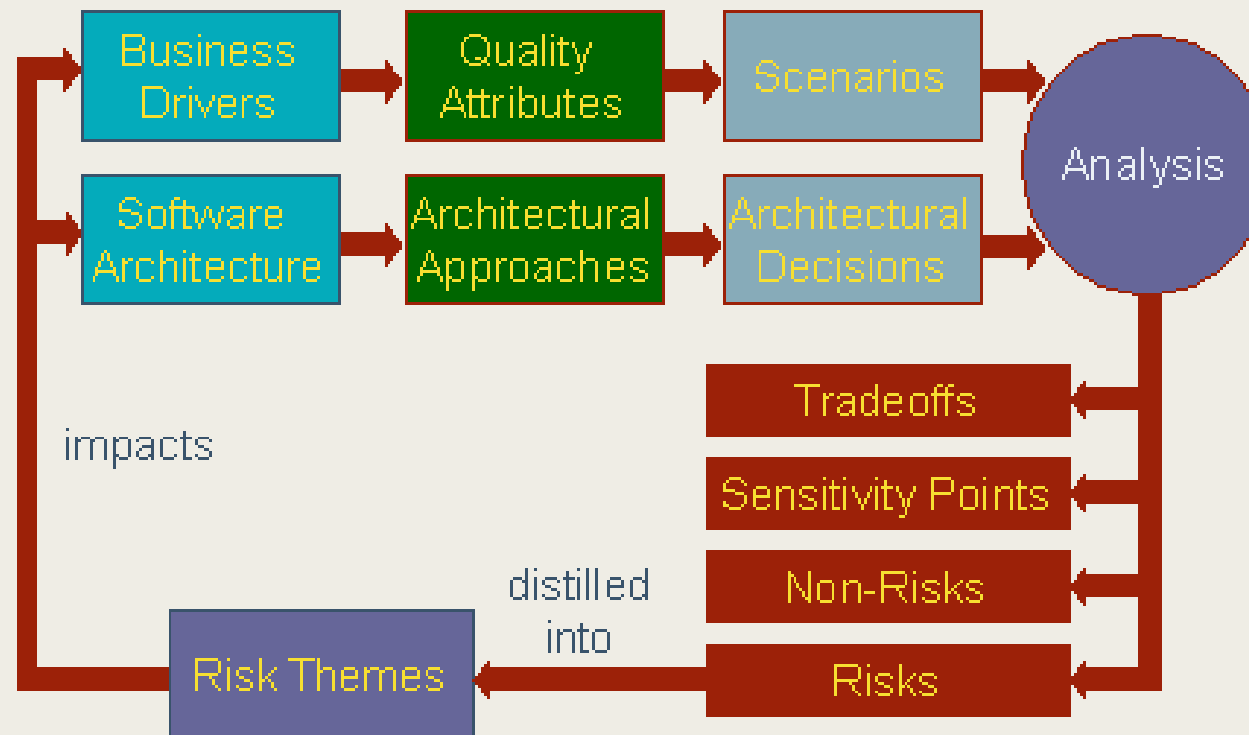 Business
Drivers
Quality
Attributes
Scenarios
Analysis
Software
Architecture
Architectural
Approaches
Architectural
Decisions
Tradeoffs
impacts
Sensitivity Points
Non-Risks
distilled
into
Risk Themes
Risks